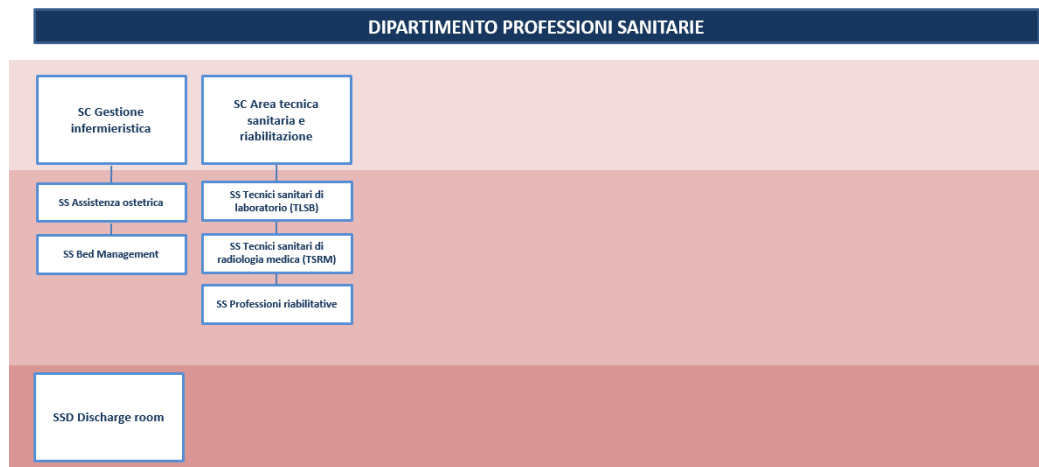 DIPARTIMENTO PROFESSIONI SANITARIE
SC Gestione
infermieristica
SC Area tecnica
sanitaria e
riabilitazione
SS Assistenza ostetrica
SS Bed Management
SS Tecnici sanitari di
laboratorio (TLSB)
SS Tecnici sanitari di
radiologia medica (TSRM)
SS Professioni riabilitative
SSD Discharge room